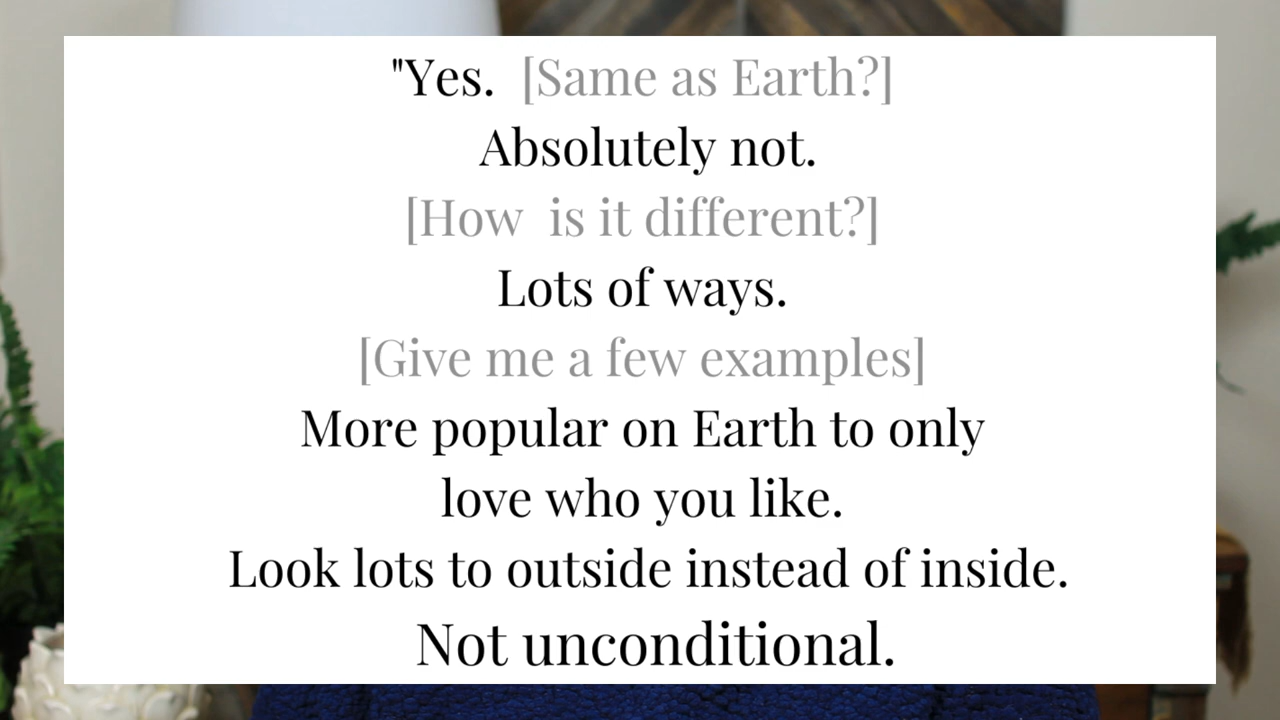 "Yes.  [Same as Earth?]
Absolutely not.
[How  is it different?]
Lots of ways.
[Give me a few examples]
More popular on Earth to only
love who you like.
Look lots to outside instead of inside.
Not unconditional.